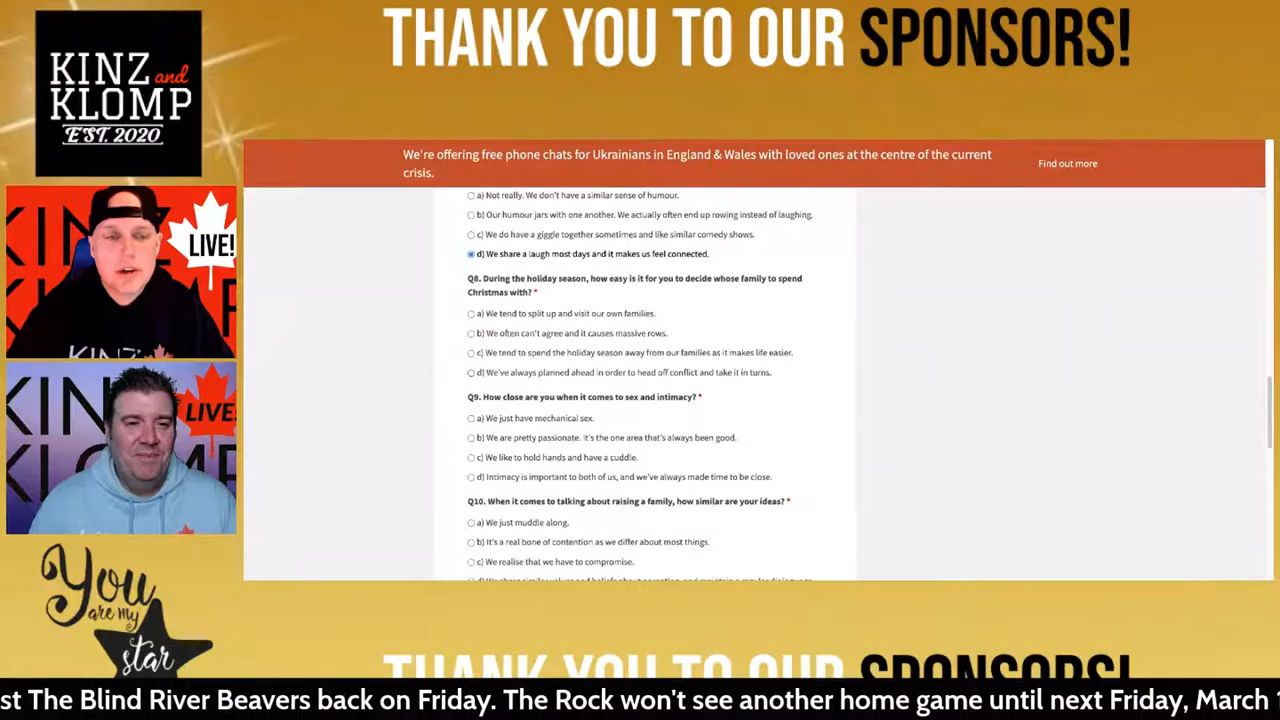 THANK YOU TO OUR SPONSORS!
KINZ and
KLOMP
EST. 2020
We're offering free phone chats for Ukrainians in England & Wales with loved ones at the centre of the current
crisis.
Find out more
LIVE!
a) Not really. We don't have a similar sense of humour.
b) Our humour jars with one another. We actually often end up rowing instead of laughing.
c) We do have a giggle together sometimes and like similar comedy shows.
d) We share a laugh most days and it makes us feel connected.
Q8. During the holiday season, how easy is it for you to decide whose family to spend
Christmas with? *
a) We tend to split up and visit our own families.
b) We often can't agree and it causes massive rows.
c) We tend to spend the holiday season away from our families as it makes life easier.
d) We've always planned ahead in order to head off conflict and take it in turns.
Q9. How close are you when it comes to sex and intimacy? *
a) We just have mechanical sex.
b) We are pretty passionate. It's the one area that's always been good.
c) We like to hold hands and have a cuddle.
d) Intimacy is important to both of us, and we've always made time to be close.
Q10. When it comes to talking about raising a family, how similar are your ideas? *
a) We just muddle along.
b) It's a real bone of contention as we differ about most things.
c) We realise that we have to compromise.
LIVE!
You
are my
star
THANK YOU TO OUR SPONSORS!
st The Blind River Beavers back on Friday. The Rock won't see another home game until next Friday, March